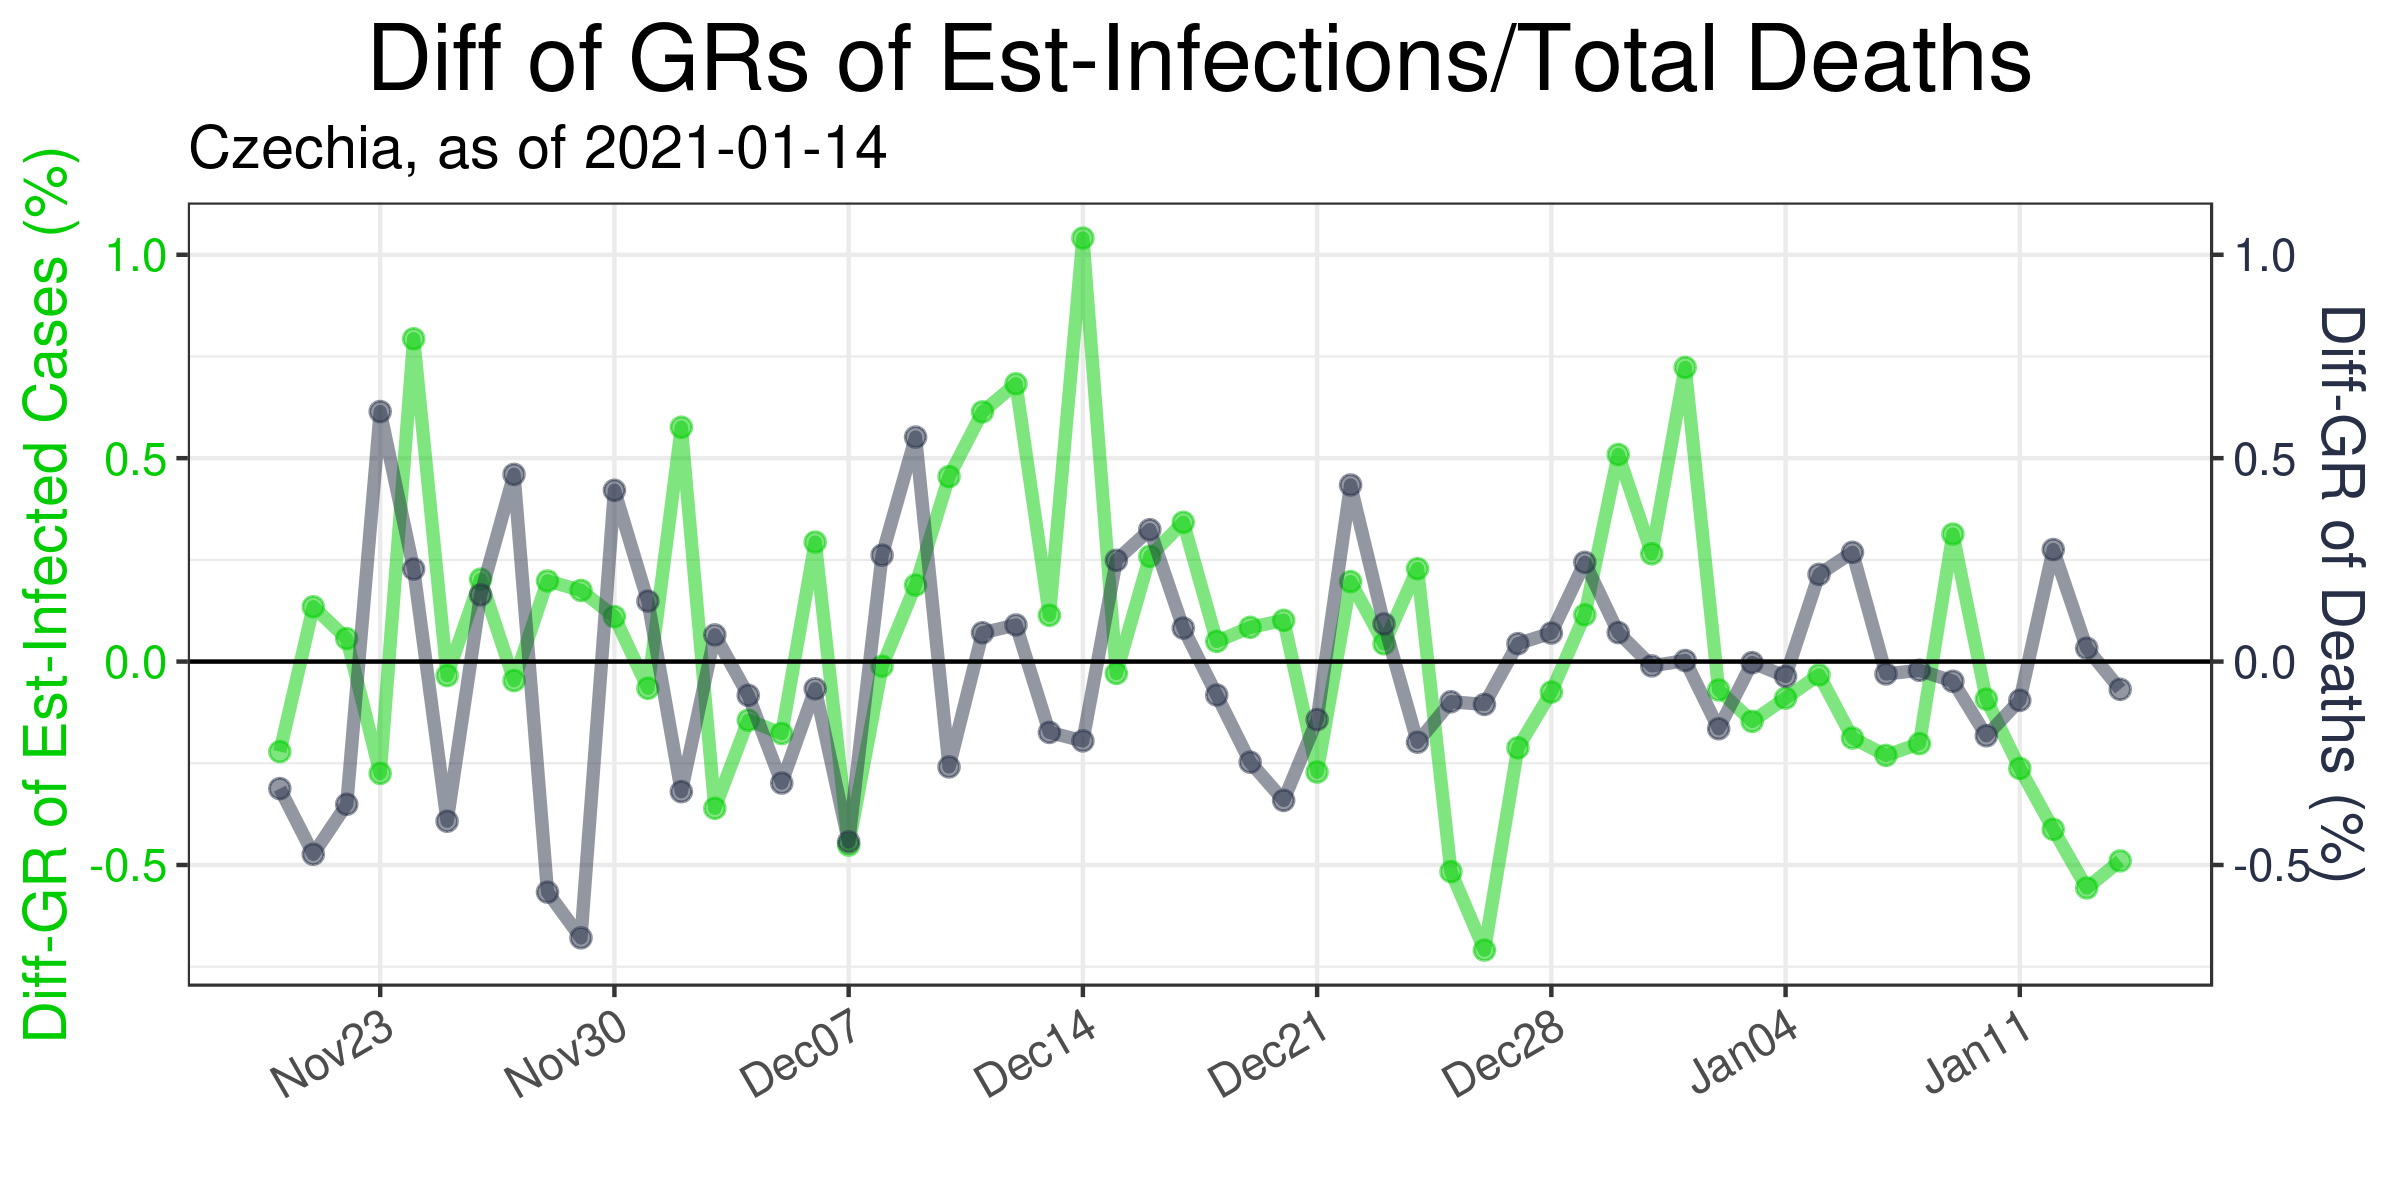 Diff of GRs of Est-Infections/Total Deaths
Czechia, as of 2021-01-14
Diff-GR of Est-Infected Cases (%)
1.0
0.5
0.0
-0.5
1.0
0.5
0.0
-0.5
Diff-GR of Deaths (%)
Nov23
Nov30
Dec07
Dec14
Dec21
Dec28
Jan04
Jan11